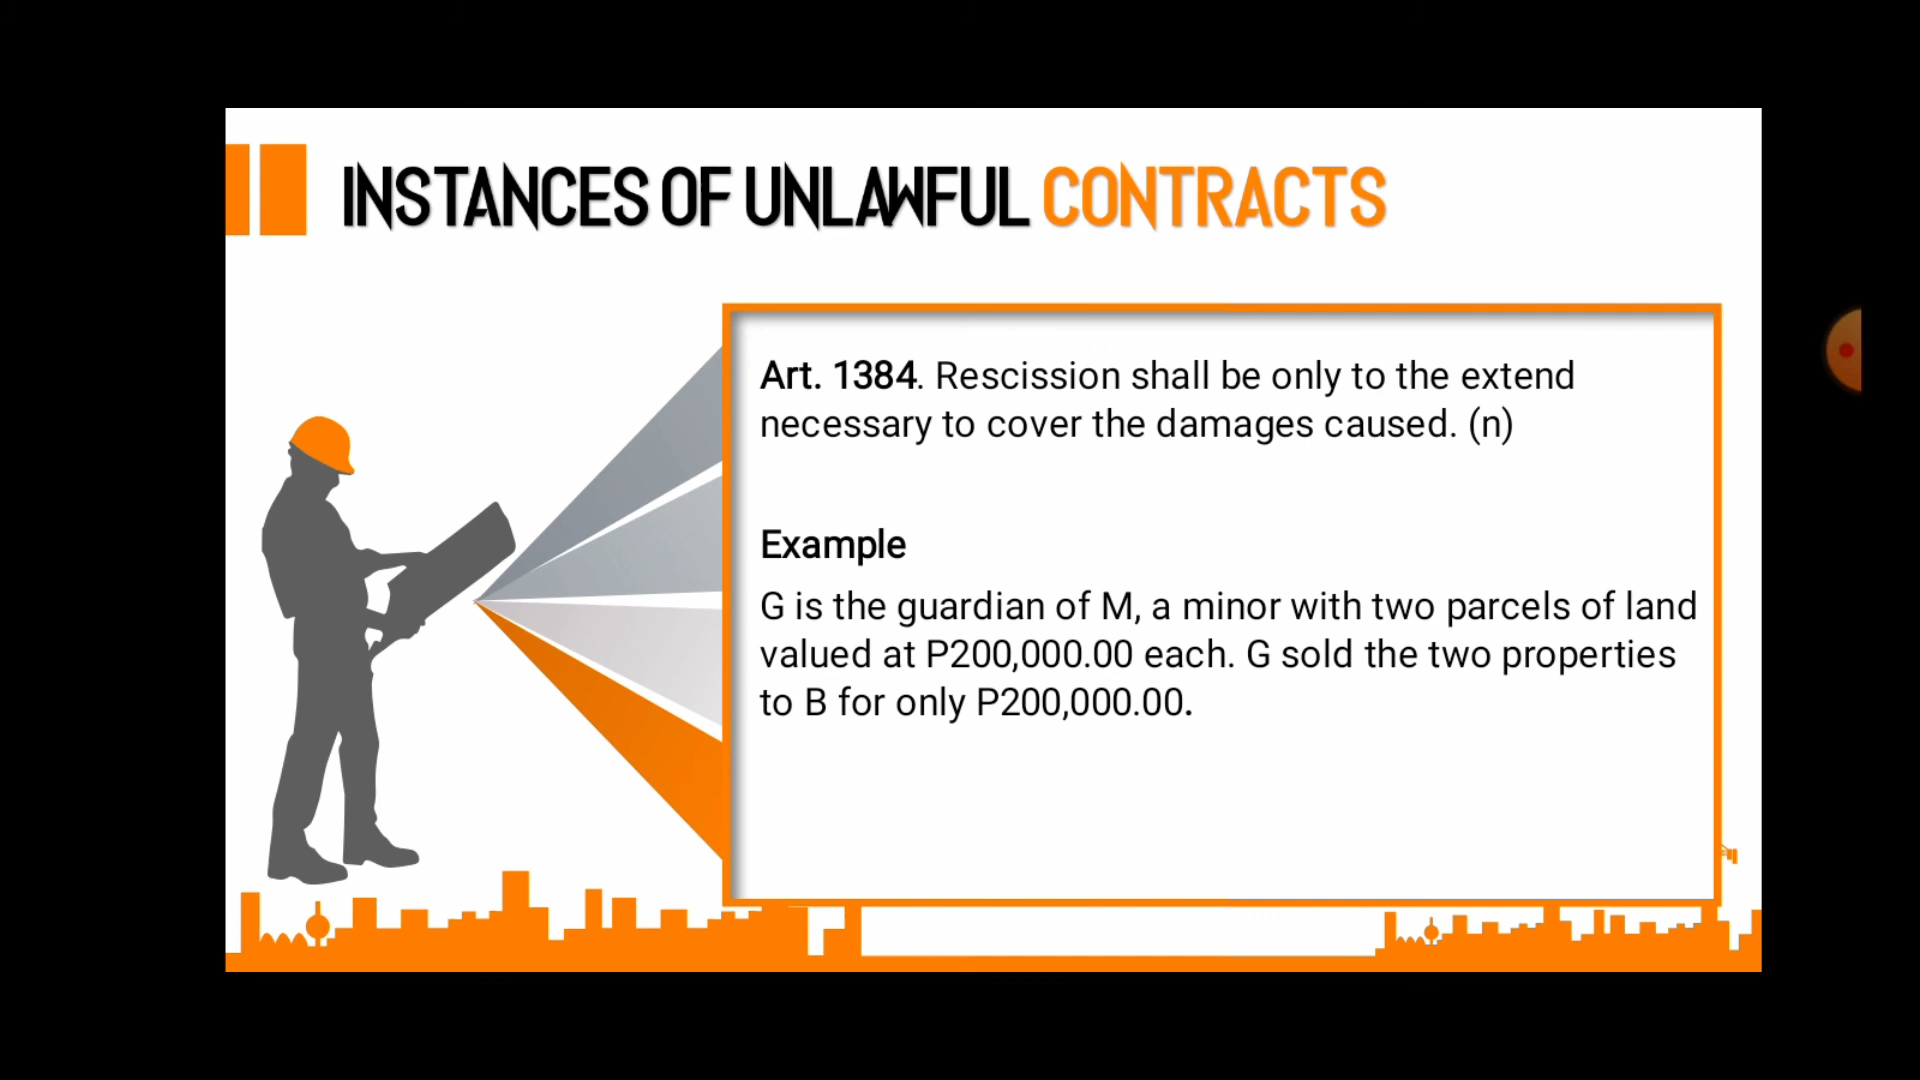 INSTANCES OF UNLAWFUL CONTRACTS
Art. 1384. Rescission shall be only to the extend
necessary to cover the damages caused. (n)
Example
G is the guardian of M, a minor with two parcels of land
valued at P200,000.00 each. G sold the two properties
to B for only P200,000.00.